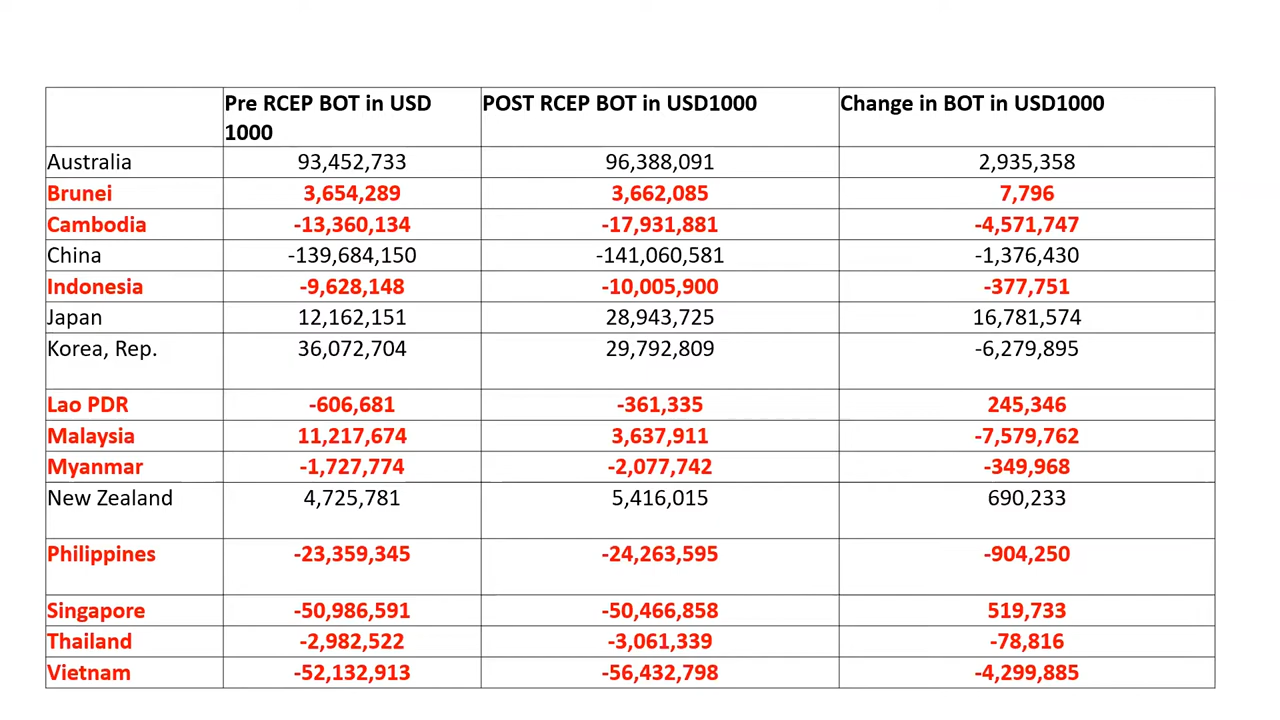 Pre RCEP BOT in USD 1000 POST RCEP BOT in USD1000 Change in BOT in USD1000
Australia 93,452,733 96,388,091 2,935,358
Brunei 3,654,289 3,662,085 7,796
Cambodia -13,360,134 -17,931,881 -4,571,747
China -139,684,150 -141,060,581 -1,376,430
Indonesia -9,628,148 -10,005,900 -377,751
Japan 12,162,151 28,943,725 16,781,574
Korea, Rep. 36,072,704 29,792,809 -6,279,895
Lao PDR -606,681 -361,335 245,346
Malaysia 11,217,674 3,637,911 -7,579,762
Myanmar -1,727,774 -2,077,742 -349,968
New Zealand 4,725,781 5,416,015 690,233
Philippines -23,359,345 -24,263,595 -904,250
Singapore -50,986,591 -50,466,858 519,733
Thailand -2,982,522 -3,061,339 -78,816
Vietnam -52,132,913 -56,432,798 -4,299,885